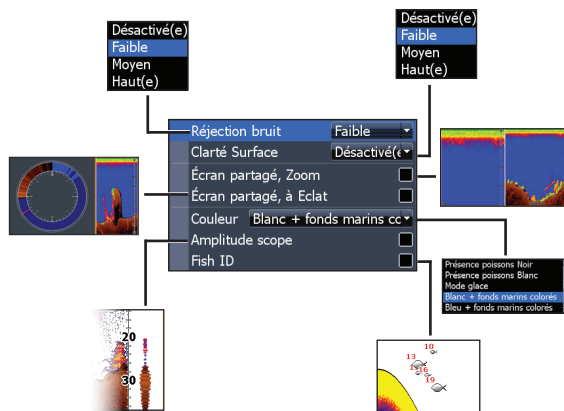 Désactivé(e)
Faible
Moyen
Haut(e)
Désactivé(e)
Faible
Moyen
Haut(e)
Réjection bruit Faible
Clarté Surface Désactivé(e
Écran partagé, Zoom
Écran partagé, à Eclat
Couleur Blanc + fonds marins cc
Amplitude scope
Fish ID
Présence poissons Noir
Présence poissons Blanc
Mode glace
Blanc + fonds marins colorés
Bleu + fonds marins colorés
20
30
10
13
16
19